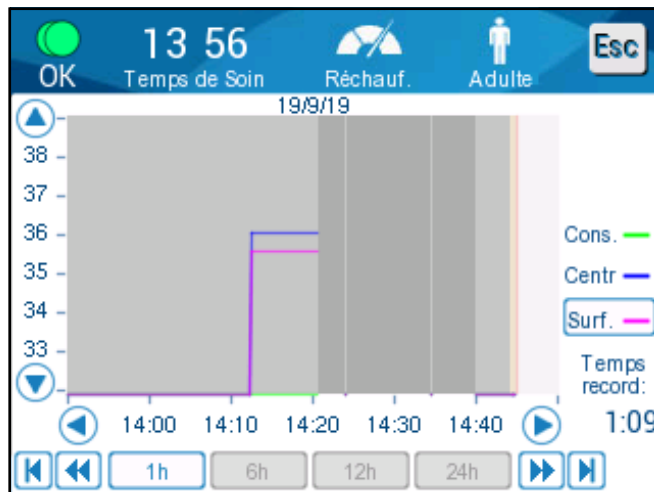 OK
13 56
Temps de Soin
Réchauf.
Adulte
Esc
19/9/19
38
37
36
35
34
33
14:00 14:10 14:20 14:30 14:40
Cons.
Centr
Surf.
Temps
record:
1:09
1h 6h 12h 24h